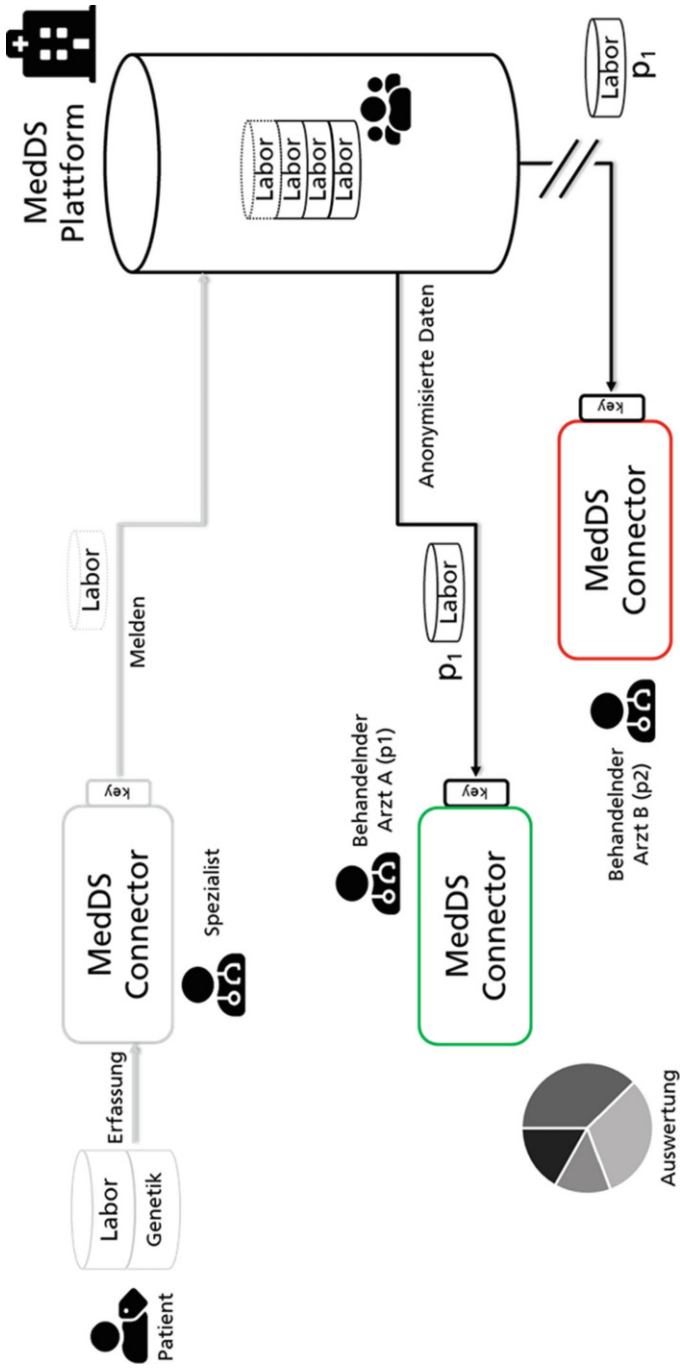 Patient
Labor
Genetik
Erfassung
MedDS
Connector
key
Spezialist
Melden
Labor
MedDS
Plattform
Labor
Labor
Labor
Labor
Anonymisierte Daten
Behandelnder
Arzt A (p1)
MedDS
Connector
key
p1
Labor
Auswertung
Behandelnder
Arzt B (p2)
MedDS
Connector
key
Labor
p1